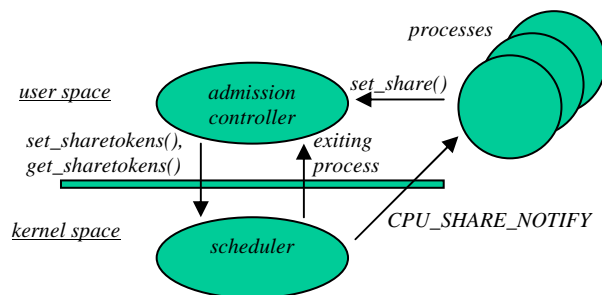 processes
user space
admission
controller
set_share()
set_sharetokens(),
get_sharetokens()
exiting
process
CPU_SHARE_NOTIFY
kernel space
scheduler